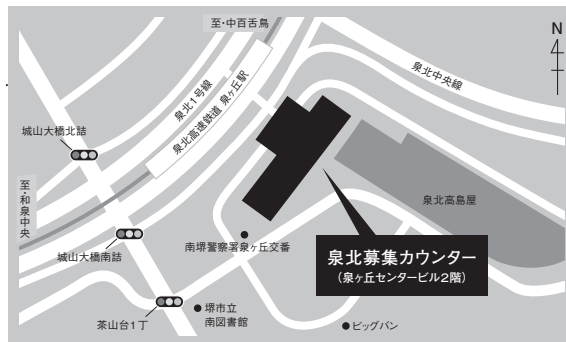 至・中百舌鳥
N
泉北中央線
泉北1号線
泉北高速鉄道 泉ヶ丘駅
城山大橋北詰
至・和泉中央
泉北高島屋
南堺警察署泉ヶ丘交番
城山大橋南詰
泉北募集カウンター
(泉ヶ丘センタービル2階)
茶山台1丁
堺市立
南図書館
ビッグバン